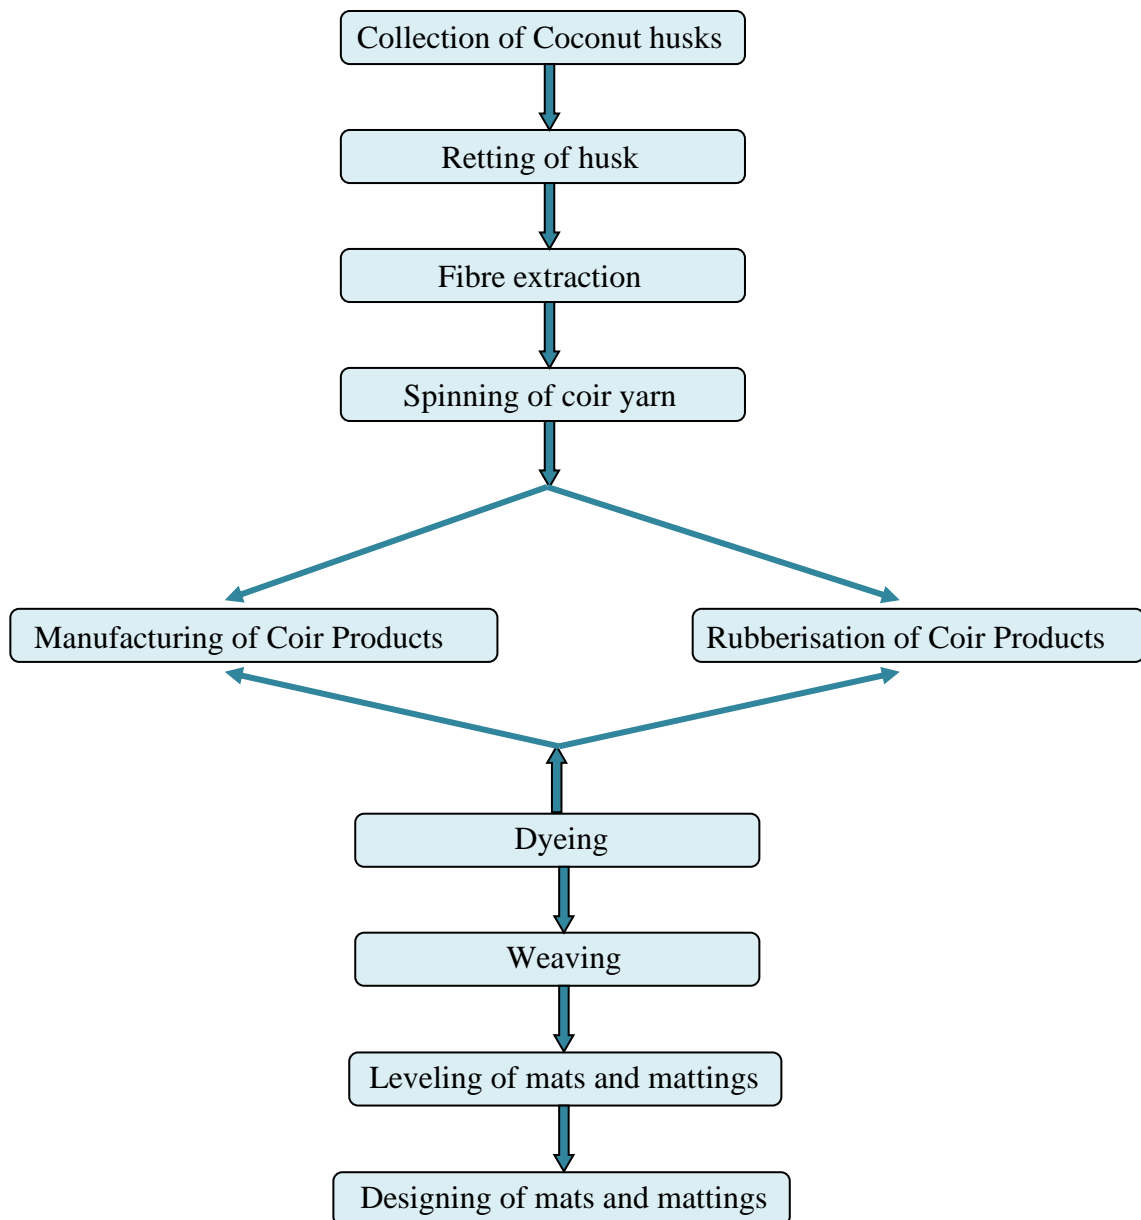 Collection of Coconut husks
Retting of husk
Fibre extraction
Spinning of coir yarn
Manufacturing of Coir Products
Rubberisation of Coir Products
Dyeing
Weaving
Leveling of mats and mattings
Designing of mats and mattings